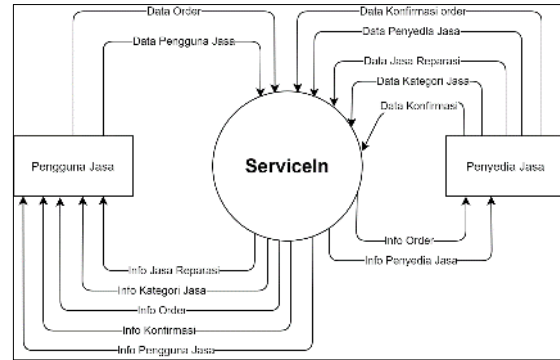 Data Order
Data Konfirmasi order
Data Pengguna Jasa
Data Penyedia Jasa
Data Jasa Reparasi
Data Kategori Jasa
Data Konfirmasi
Pengguna Jasa
ServiceIn
Penyedia Jasa
Info Order
Info Penyedia Jasa
Info Jasa Reparasi
Info Kategori Jasa
Info Order
Info Konfirmasi
Info Pengguna Jasa